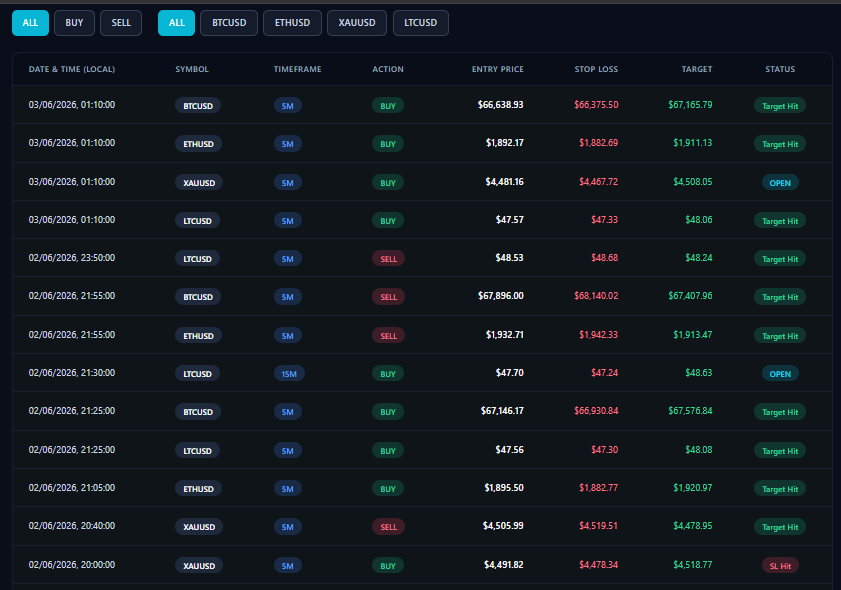 ALL BUY SELL ALL BTCUSD ETHUSD XAUUSD LTCUSD
DATE & TIME (LOCAL) SYMBOL TIMEFRAME ACTION ENTRY PRICE STOP LOSS TARGET STATUS
03/06/2026, 01:10:00 BTCUSD 5M BUY $66,638.93 $66,375.50 $67,165.79 Target Hit
03/06/2026, 01:10:00 ETHUSD 5M BUY $1,892.17 $1,882.69 $1,911.13 Target Hit
03/06/2026, 01:10:00 XAUUSD 5M BUY $4,481.16 $4,467.72 $4,508.05 OPEN
03/06/2026, 01:10:00 LTCUSD 5M BUY $47.57 $47.33 $48.06 Target Hit
02/06/2026, 23:50:00 LTCUSD 5M SELL $48.53 $48.68 $48.24 Target Hit
02/06/2026, 21:55:00 BTCUSD 5M SELL $67,896.00 $68,140.02 $67,407.96 Target Hit
02/06/2026, 21:55:00 ETHUSD 5M SELL $1,932.71 $1,942.33 $1,913.47 Target Hit
02/06/2026, 21:30:00 LTCUSD 15M BUY $47.70 $47.24 $48.63 OPEN
02/06/2026, 21:25:00 BTCUSD 5M BUY $67,146.17 $66,930.84 $67,576.84 Target Hit
02/06/2026, 21:25:00 LTCUSD 5M BUY $47.56 $47.30 $48.08 Target Hit
02/06/2026, 21:05:00 ETHUSD 5M BUY $1,895.50 $1,882.77 $1,920.97 Target Hit
02/06/2026, 20:40:00 XAUUSD 5M SELL $4,505.99 $4,519.51 $4,478.95 Target Hit
02/06/2026, 20:00:00 XAUUSD 5M BUY $4,491.82 $4,478.34 $4,518.77 SL Hit